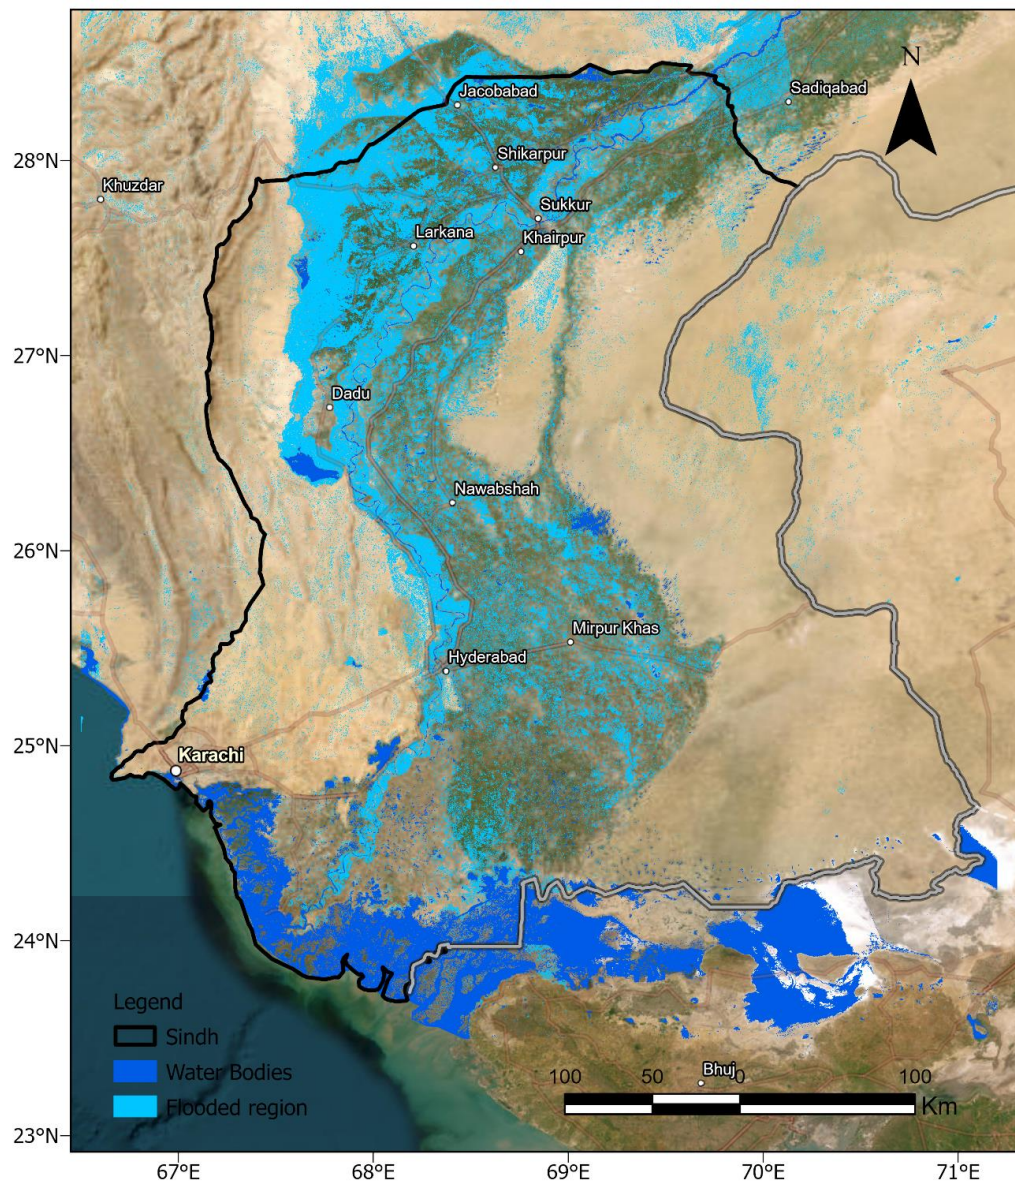 N
Jacobabad
Sadiqabad
28°N
Shikarpur
Khuzdar
Sukkur
Larkana
Khairpur
27°N
Dadu
Nawabshah
26°N
Mirpur Khas
Hyderabad
25°N
Karachi
24°N
Legend
Sindh
Water Bodies
Flooded region
Bhuj
100 50 0 100
Km
23°N
67°E 68°E 69°E 70°E 71°E